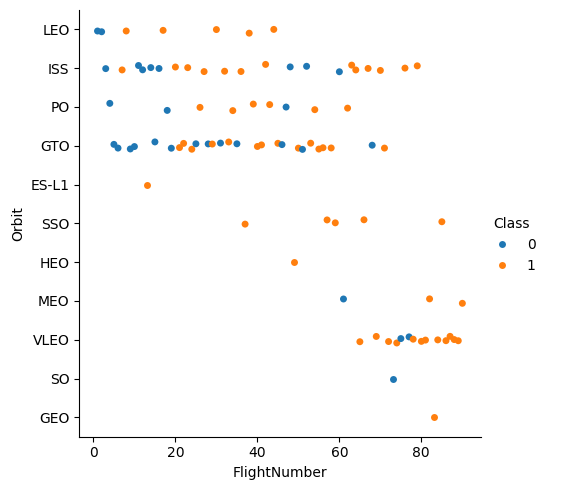 LEO
ISS
PO
GTO
ES-L1
SSO
HEO
MEO
VLEO
SO
GEO
Orbit
0
20
40
60
80
FlightNumber
Class
0
1